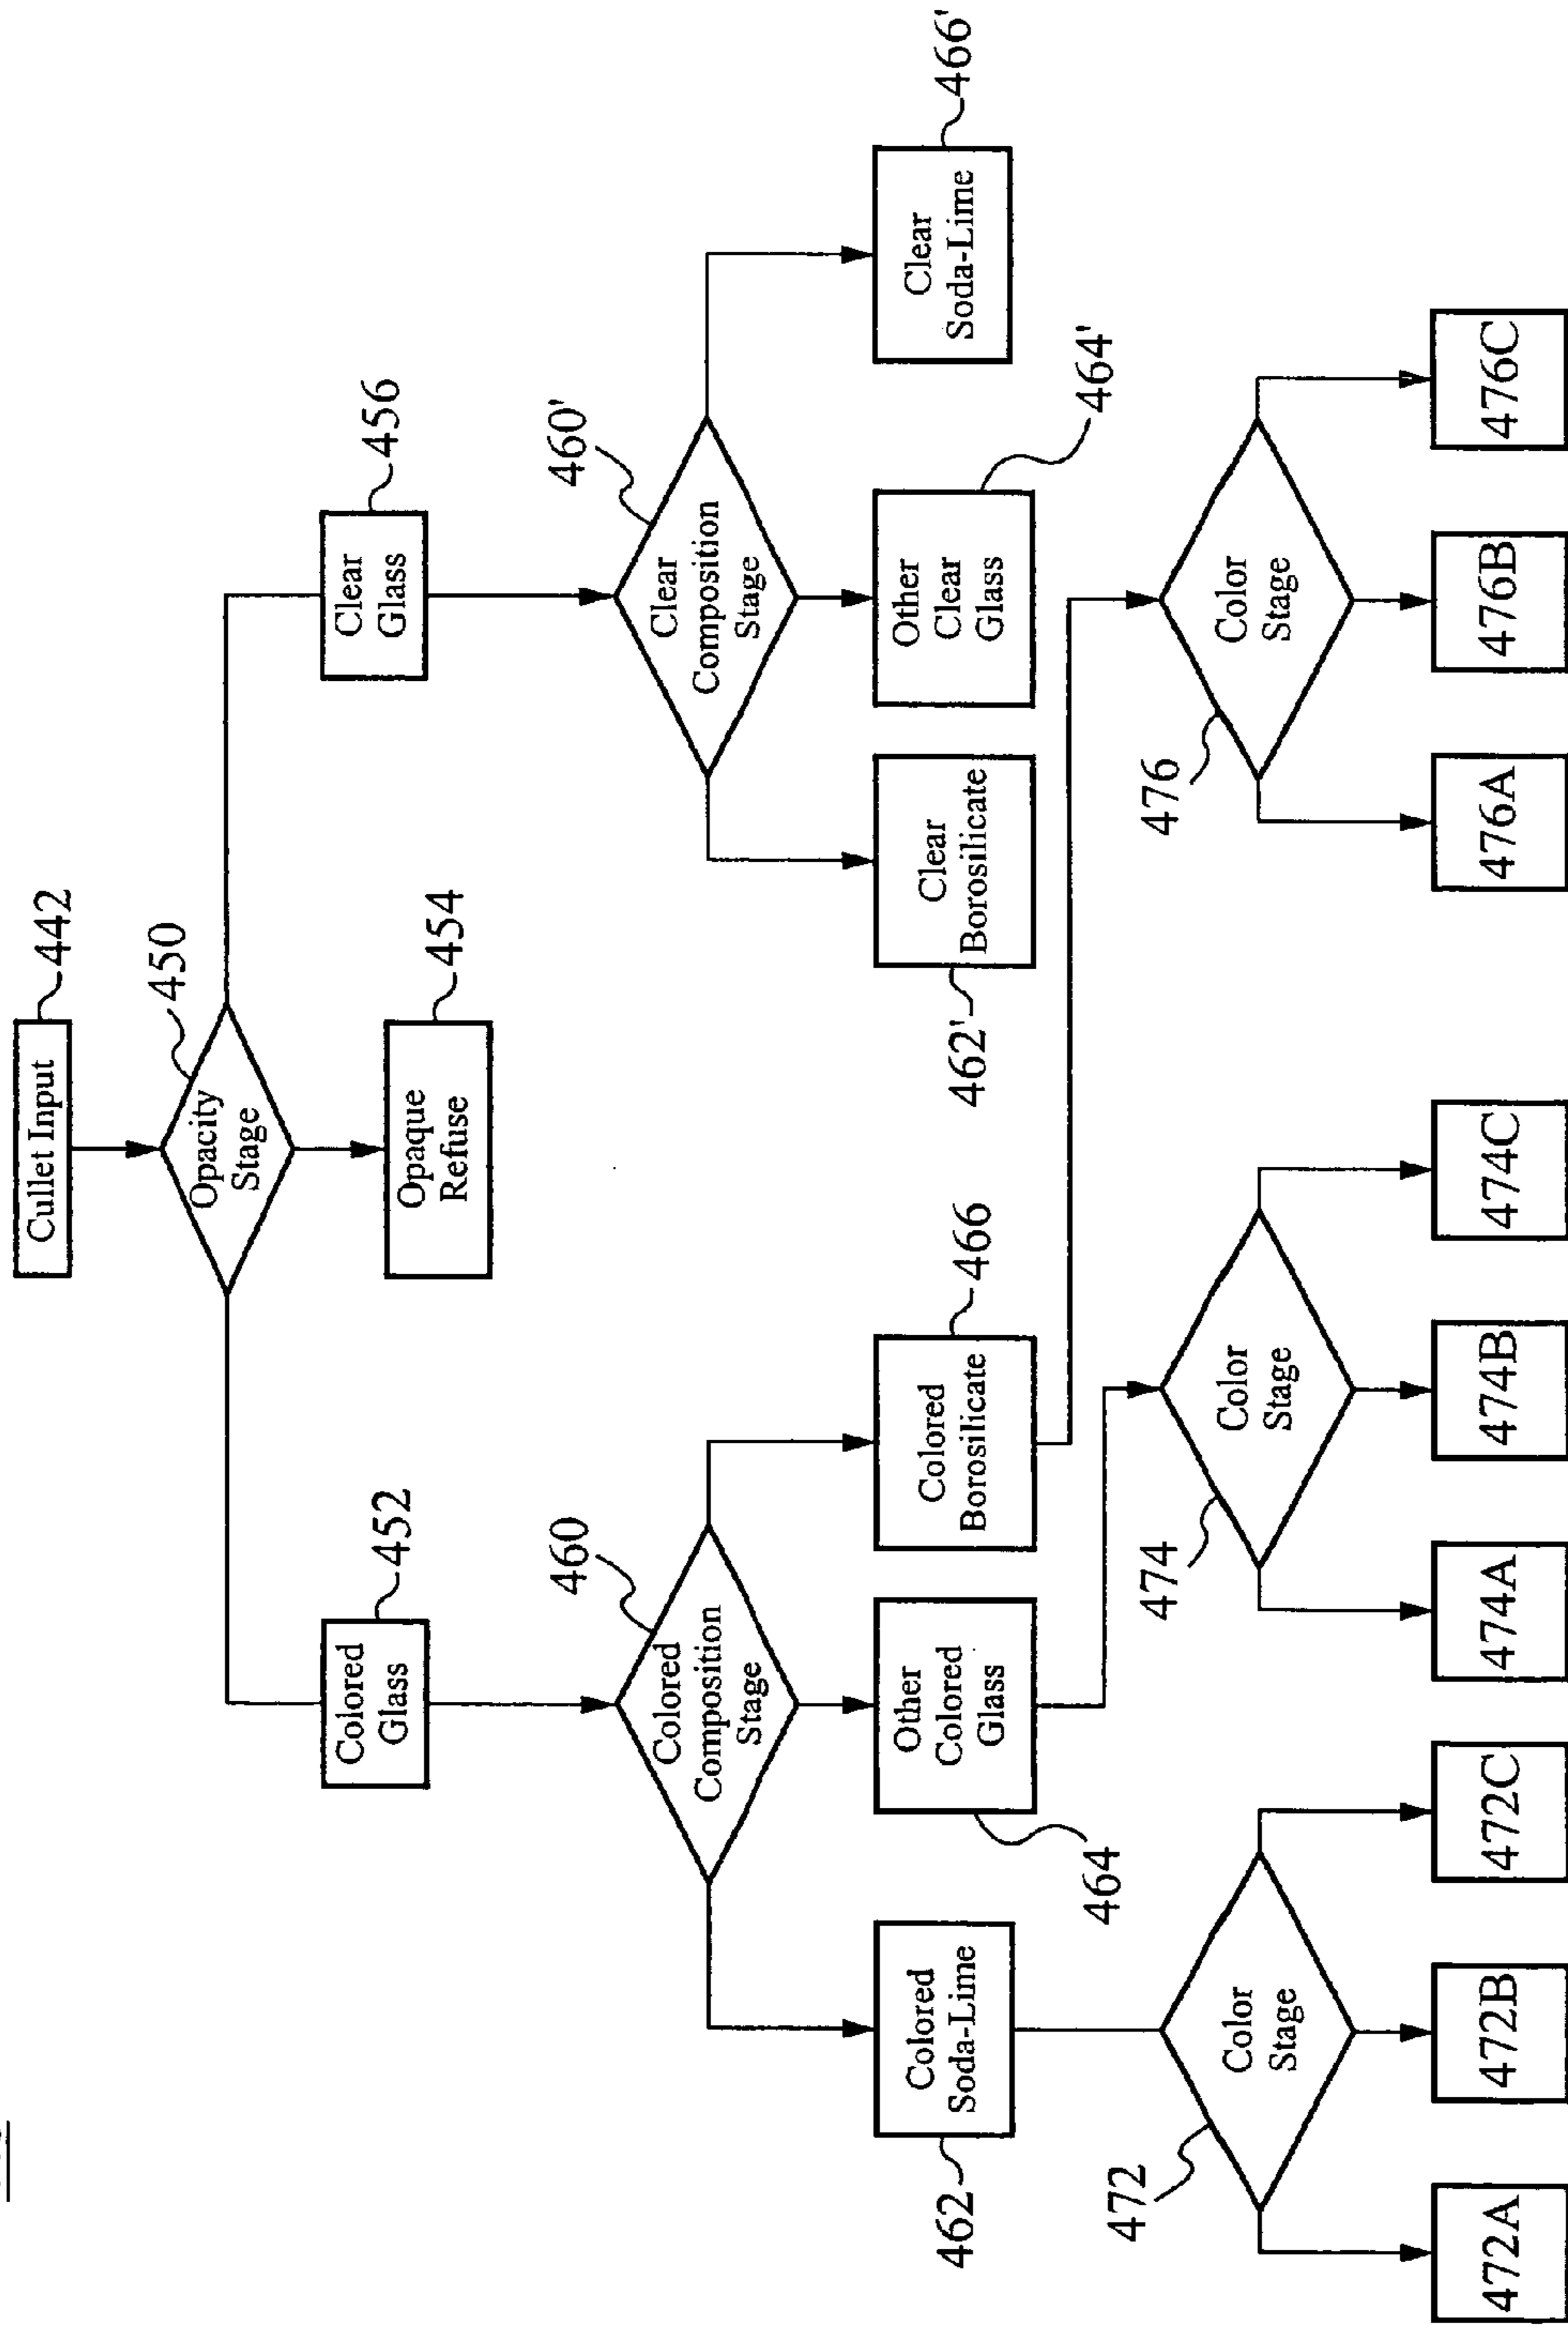 Cullet Input
442
450
Opacity
Stage
Opaque
Refuse
454
Colored
Glass
452
Clear
Glass
456
460
Colored
Composition
Stage
460'
Clear
Composition
Stage
Colored
Soda-Lime
462
Other
Colored
Glass
464
Colored
Borosilicate
466
Clear
Borosilicate
462'
Other
Clear
Glass
464'
Clear
Soda-Lime
466'
472
Color
Stage
474
Color
Stage
476
Color
Stage
472A
472B
472C
474A
474B
474C
476A
476B
476C